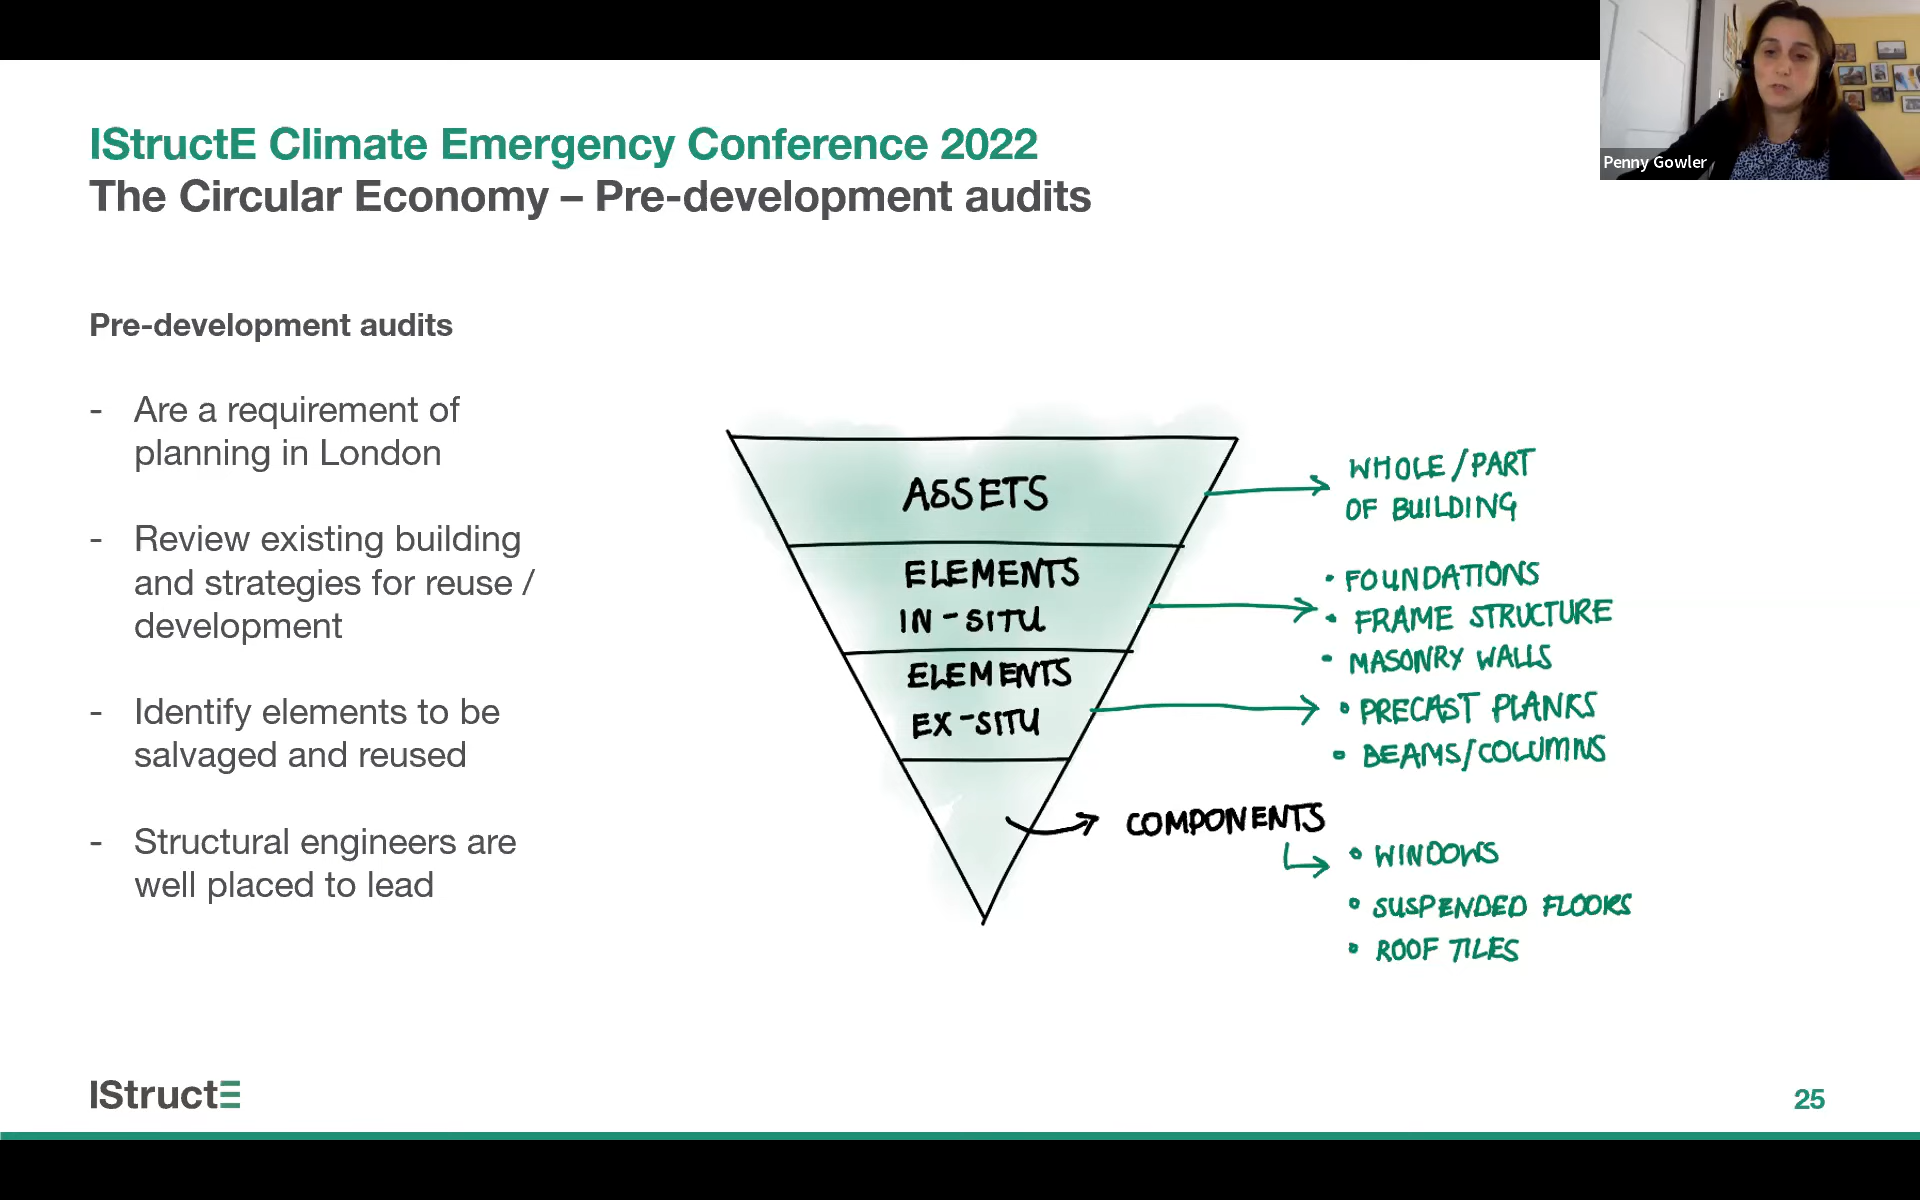 Penny Gowler
IStructE Climate Emergency Conference 2022
The Circular Economy – Pre-development audits
Pre-development audits
- Are a requirement of
planning in London
- Review existing building
and strategies for reuse /
development
- Identify elements to be
salvaged and reused
- Structural engineers are
well placed to lead
ASSETS
WHOLE/PART
OF BUILDING
ELEMENTS
IN-SITU
• FOUNDATIONS
• FRAME STRUCTURE
• MASONRY WALLS
ELEMENTS
EX-SITU
• PRECAST PLANKS
• BEAMS/COLUMNS
COMPONENTS
• WINDOWS
• SUSPENDED FLOORS
• ROOF TILES
IStructE
25